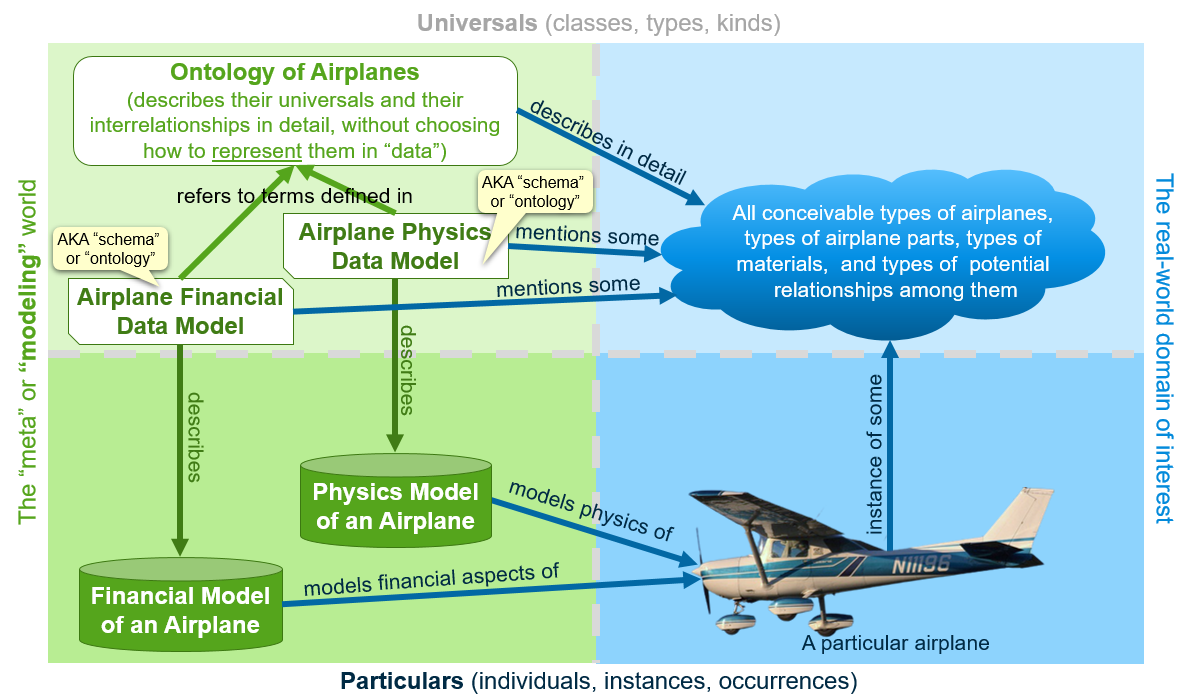 Universals (classes, types, kinds)
Ontology of Airplanes
(describes their universals and their
interrelationships in detail, without choosing
how to represent them in “data”)
describes in detail
refers to terms defined in
AKA “schema”
or “ontology”
AKA “schema”
or “ontology”
Airplane Physics
Data Model
mentions some
Airplane Financial
Data Model
mentions some
All conceivable types of airplanes,
types of airplane parts, types of
materials, and types of potential
relationships among them
The “meta” or “modeling” world
The real-world domain of interest
describes
describes
instance of some
Physics Model
of an Airplane
models physics of
Financial Model
of an Airplane
models financial aspects of
N11196
A particular airplane
Particulars (individuals, instances, occurrences)